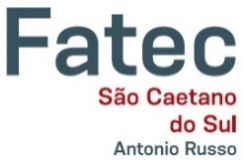 Fatec
São Caetano
do Sul
Antonio Russo